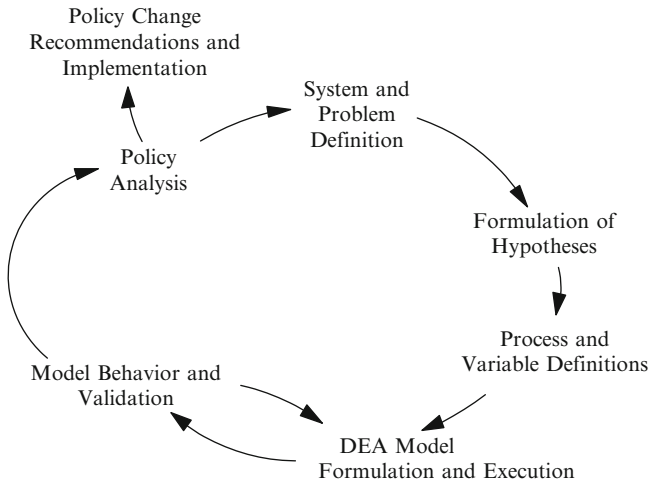 Policy Change
Recommendations and
Implementation
System and
Problem
Definition
Policy
Analysis
Formulation of
Hypotheses
Process and
Variable Definitions
Model Behavior and
Validation
DEA Model
Formulation and Execution